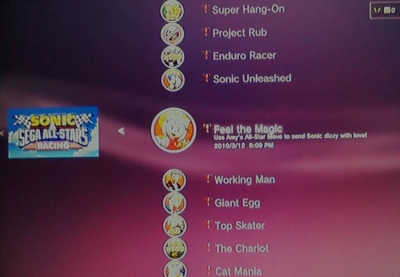 Super Hang-On
Project Rub
Enduro Racer
Sonic Unleashed
SONIC
SEGA ALL-STARS
RACING
Feel the Magic
Use Amy's All-Star Move to send Sonic dizzy with love!
2010/3/12 9:09 PM
Working Man
Giant Egg
Top Skater
The Chariot
Cat Mania